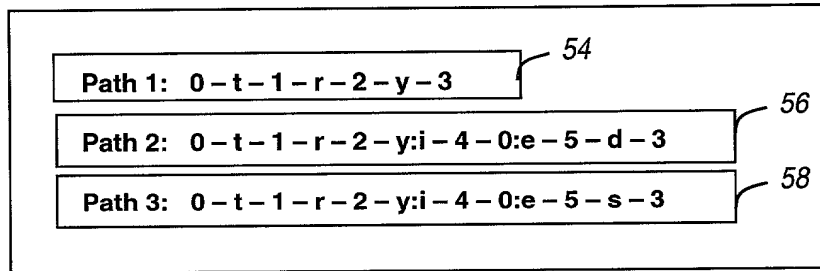 54
Path 1: 0 – t – 1 – r – 2 – y – 3
56
Path 2: 0 – t – 1 – r – 2 – y:i – 4 – 0:e – 5 – d – 3
58
Path 3: 0 – t – 1 – r – 2 – y:i – 4 – 0:e – 5 – s – 3